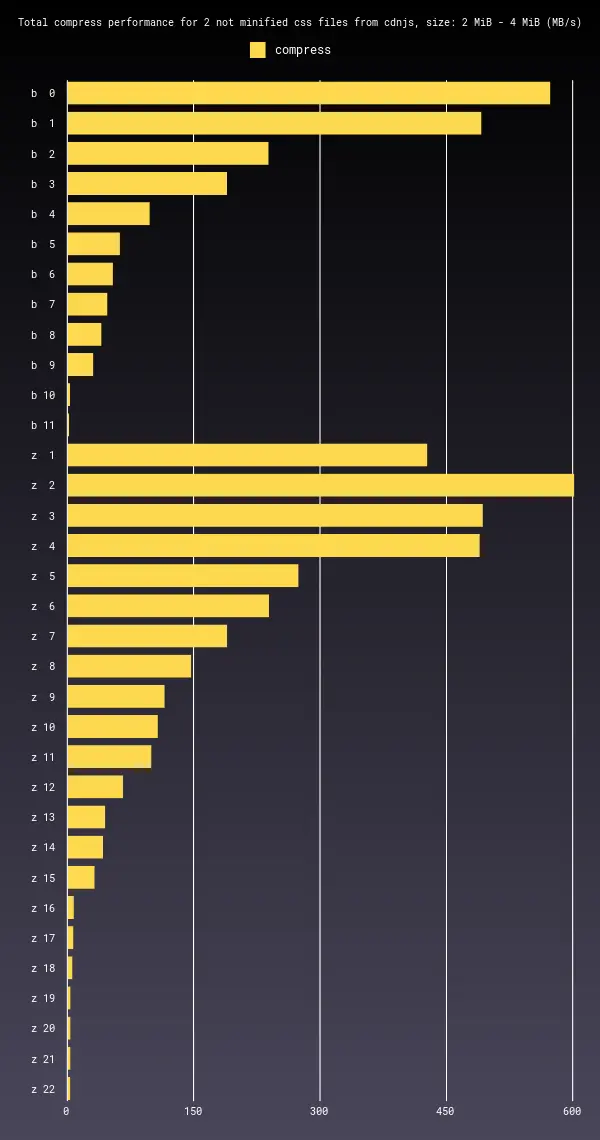 Total compress performance for 2 not minified css files from cdnjs, size: 2 MiB - 4 MiB (MB/s)
compress
b 0
b 1
b 2
b 3
b 4
b 5
b 6
b 7
b 8
b 9
b 10
b 11
z 1
z 2
z 3
z 4
z 5
z 6
z 7
z 8
z 9
z 10
z 11
z 12
z 13
z 14
z 15
z 16
z 17
z 18
z 19
z 20
z 21
z 22
0 150 300 450 600